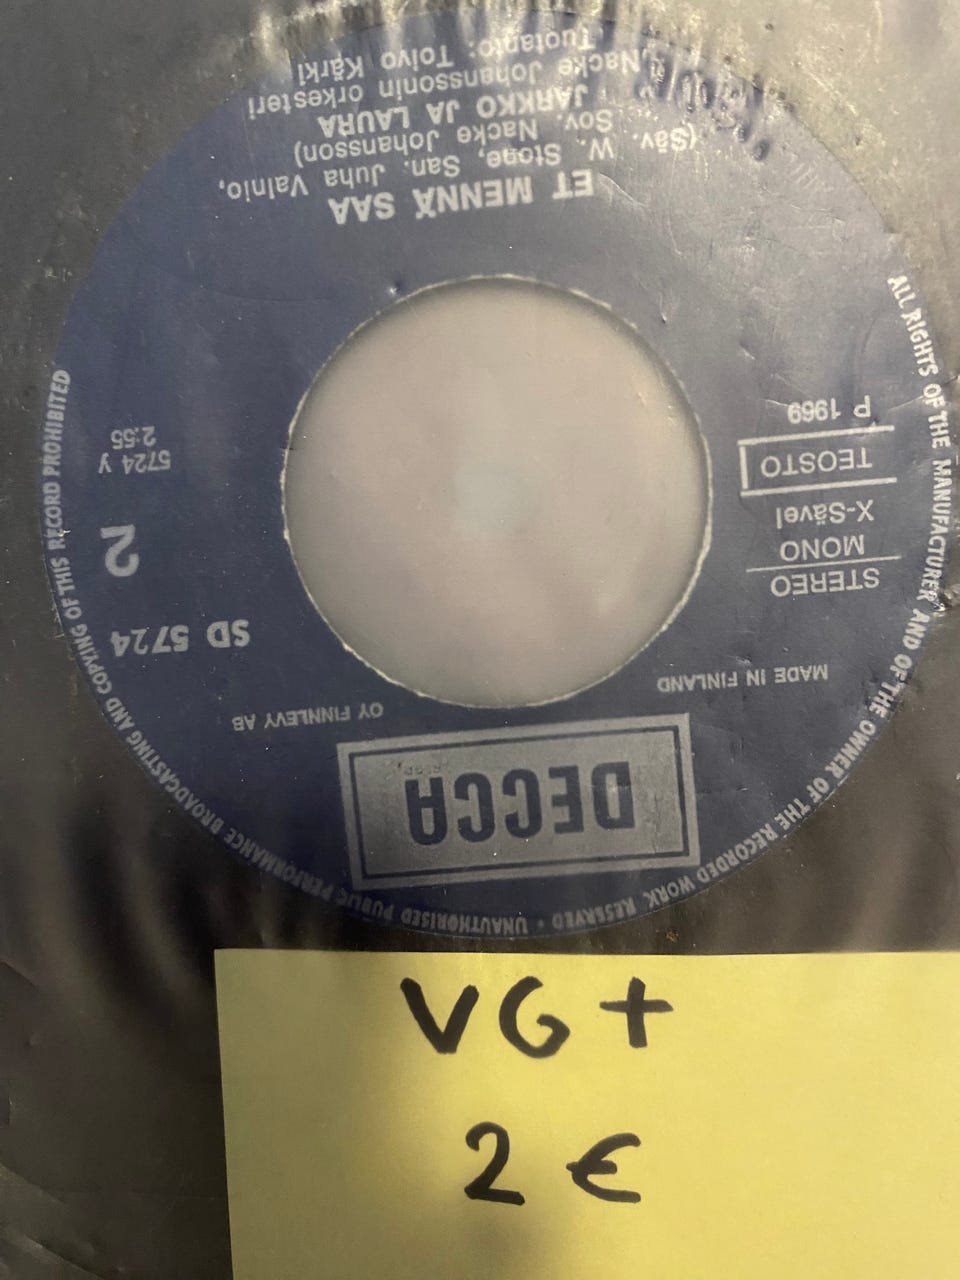 UNAUTHORISED PUBLIC PERFORMANCE BROADCASTING AND COPYING OF THIS RECORD PROHIBITED
ALL RIGHTS OF THE MANUFACTURER AND OF THE OWNER OF THE RECORDED WORK RESERVED •
DECCA
MADE IN FINLAND
OY FINNLEVY AB
STEREO
MONO
X-Sävel
TEOSTO
P 1969
SD 5724
2
5724 y
2:55
ET MENNÄ SAA
(Säv. W. Stone, San. Juha Vainio,
Sov. Nacke Johansson)
JARKKO JA LAURA
Nacke Johanssonin orkesteri
Tuotanto: Toivo Kärki
VG+
2 €